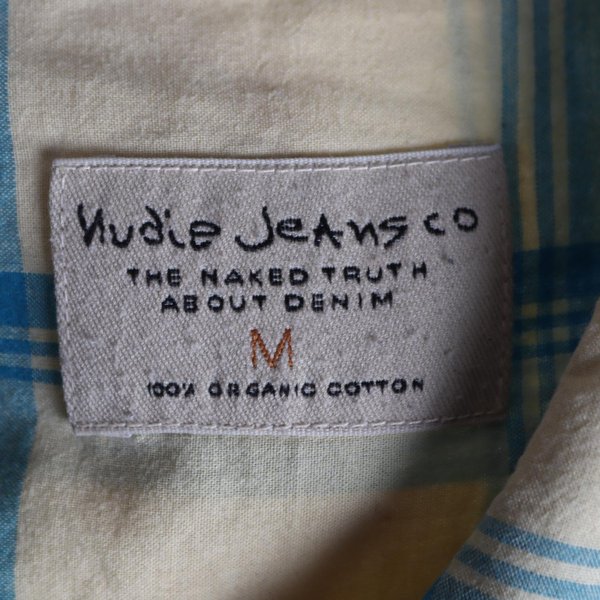 Nudie Jeans co
THE NAKED TRUTH
ABOUT DENIM
M
100% ORGANIC COTTON